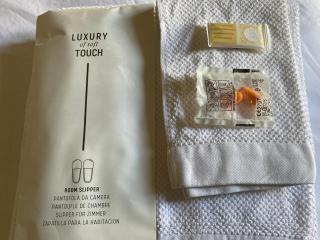 LUXURY
of soft
TOUCH
ROOM SLIPPER
PANTOFOLA DA CAMERA
PANTOUFLE DE CHAMBRE
SLIPPER FÜR ZIMMER
ZAPATILLA PARA LA HABITACION